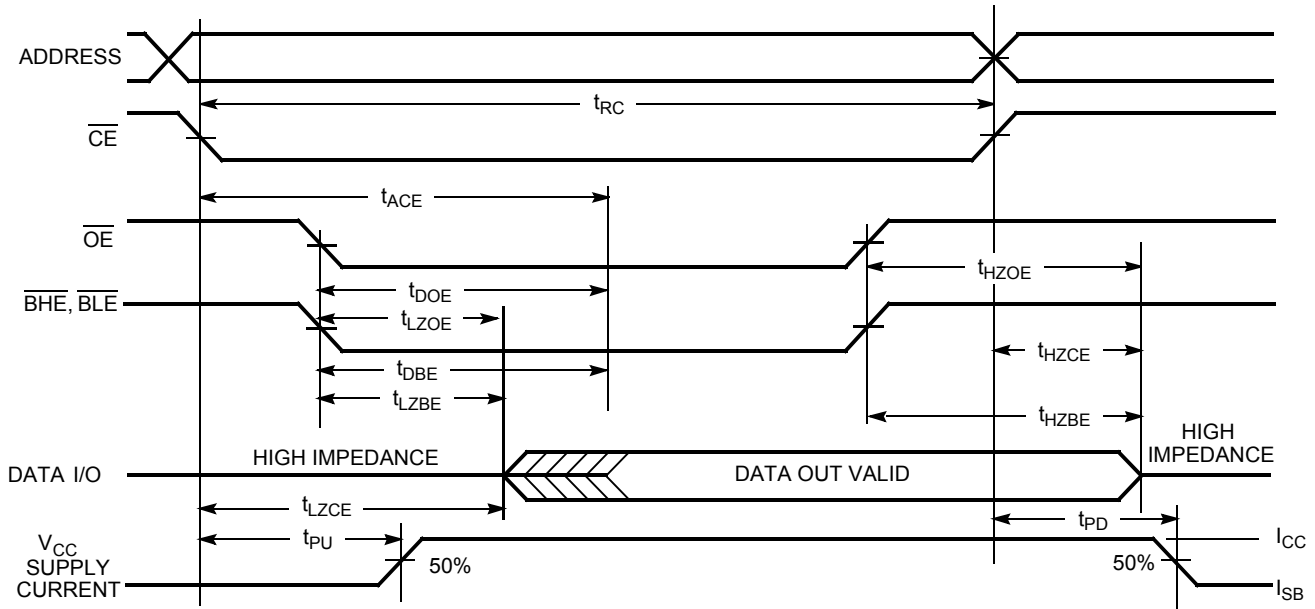 ADDRESS
tRC
CE
tACE
OE
tHZOE
tDOE
BHE, BLE
tLZOE
tHZCE
tDBE
tLZBE
tHZBE
HIGH IMPEDANCE
HIGH
IMPEDANCE
DATA I/O
DATA OUT VALID
tLZCE
tPD
tPU
VCC
SUPPLY
CURRENT
50%
50%
ICC
ISB